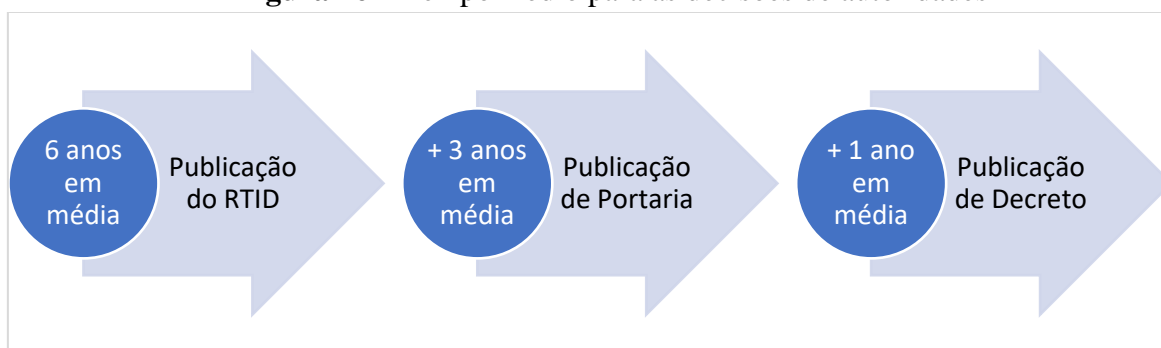 6 anos
em
média
Publicação
do RTID
+ 3 anos
em
média
Publicação
de Portaria
+ 1 ano
em
média
Publicação
de Decreto